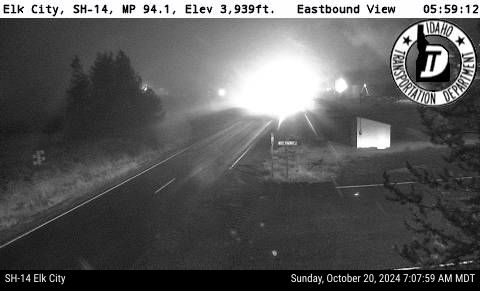 Elk City, SH-14, MP 94.1, Elev 3,939ft. Eastbound View 05:59:12
IDAHO
TRANSPORTATION DEPARTMENT
SH-14 Elk City Sunday, October 20, 2024 7:07:59 AM MDT